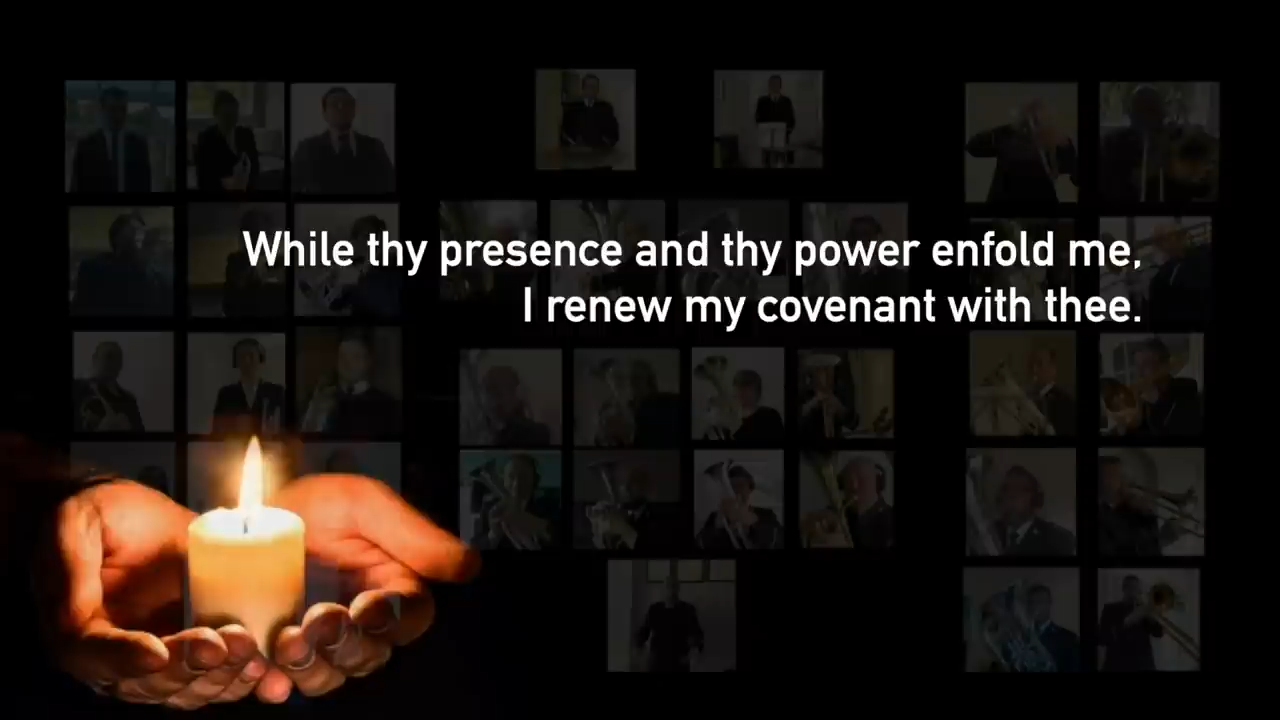 While thy presence and thy power enfold me,
I renew my covenant with thee.